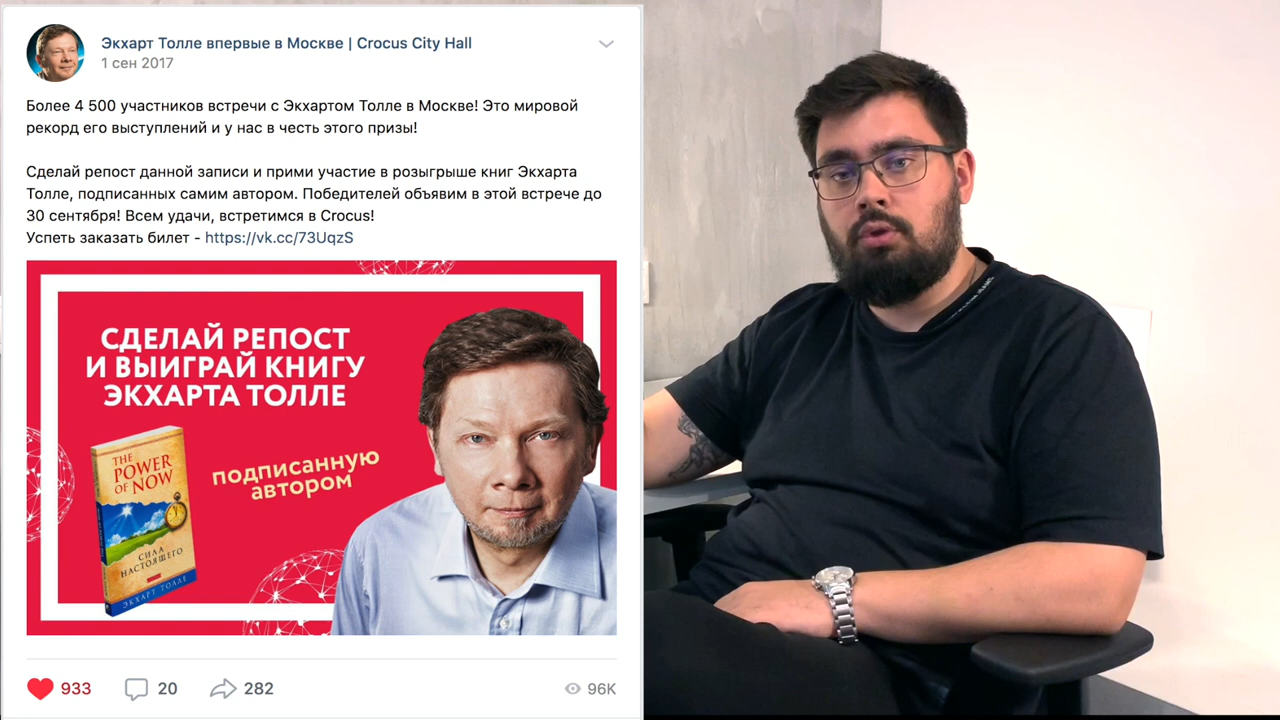 Экхарт Толле впервые в Москве | Crocus City Hall
1 сен 2017
Более 4 500 участников встречи с Экхартом Толле в Москве! Это мировой
рекорд его выступлений и у нас в честь этого призы!
Сделай репост данной записи и прими участие в розыгрыше книг Экхарта
Толле, подписанных самим автором. Победителей объявим в этой встрече до
30 сентября! Всем удачи, встретимся в Crocus!
Успеть заказать билет - https://vk.cc/73UqzS
СДЕЛАЙ РЕПОСТ
И ВЫИГРАЙ КНИГУ
ЭКХАРТА ТОЛЛЕ
подписанную
автором
THE
POWER
OF NOW
СИЛА
НАСТОЯЩЕГО
ЭКХАРТ ТОЛЛЕ
933
20
282
96K